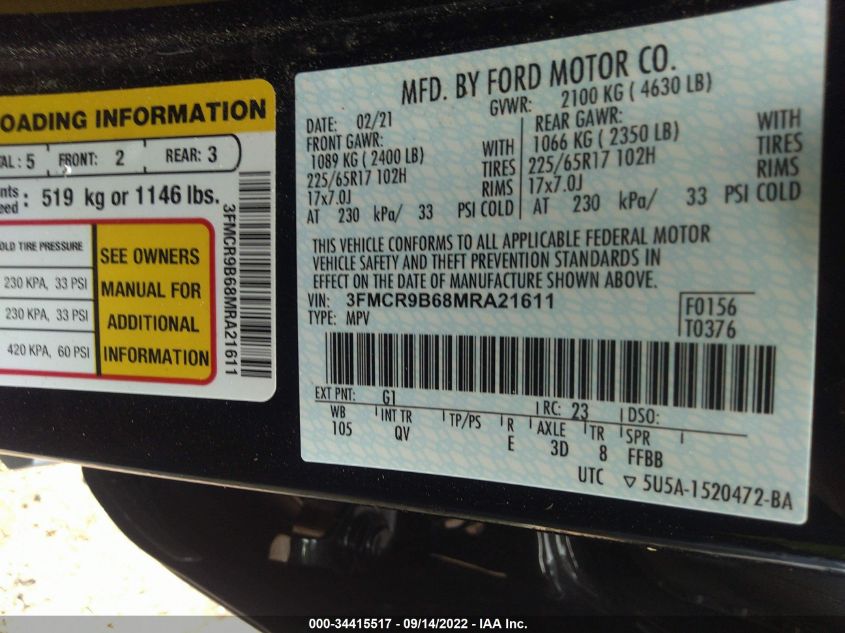 OADING INFORMATION
TAL: 5 FRONT: 2 REAR: 3
519 kg or 1146 lbs.
OLD TIRE PRESSURE
230 KPA, 33 PSI
230 KPA, 33 PSI
420 KPA, 60 PSI
SEE OWNERS
MANUAL FOR
ADDITIONAL
INFORMATION
3FMCR9B68MRA21611
MFD. BY FORD MOTOR CO.
DATE: 02/21 GVWR: 2100 KG ( 4630 LB)
FRONT GAWR: WITH
1089 KG (2400 LB) TIRES
225/65R17 102H RIMS
17x7.0J
AT 230 kPa/ 33 PSI COLD
REAR GAWR: WITH
1066 KG (2350 LB) TIRES
225/65R17 102H RIMS
17x7.0J
AT 230 kPa/ 33 PSI COLD
THIS VEHICLE CONFORMS TO ALL APPLICABLE FEDERAL MOTOR
VEHICLE SAFETY AND THEFT PREVENTION STANDARDS IN
EFFECT ON THE DATE OF MANUFACTURE SHOWN ABOVE.
VIN: 3FMCR9B68MRA21611
TYPE: MPV
F0156
T0376
EXT PNT: G1 RC: 23 DSO:
WB INT TR TP/PS R AXLE TR SPR
105 QV E 3D 8 FFBB
UTC ▽ 5U5A-1520472-BA
000-34415517 - 09/14/2022 - IAA Inc.